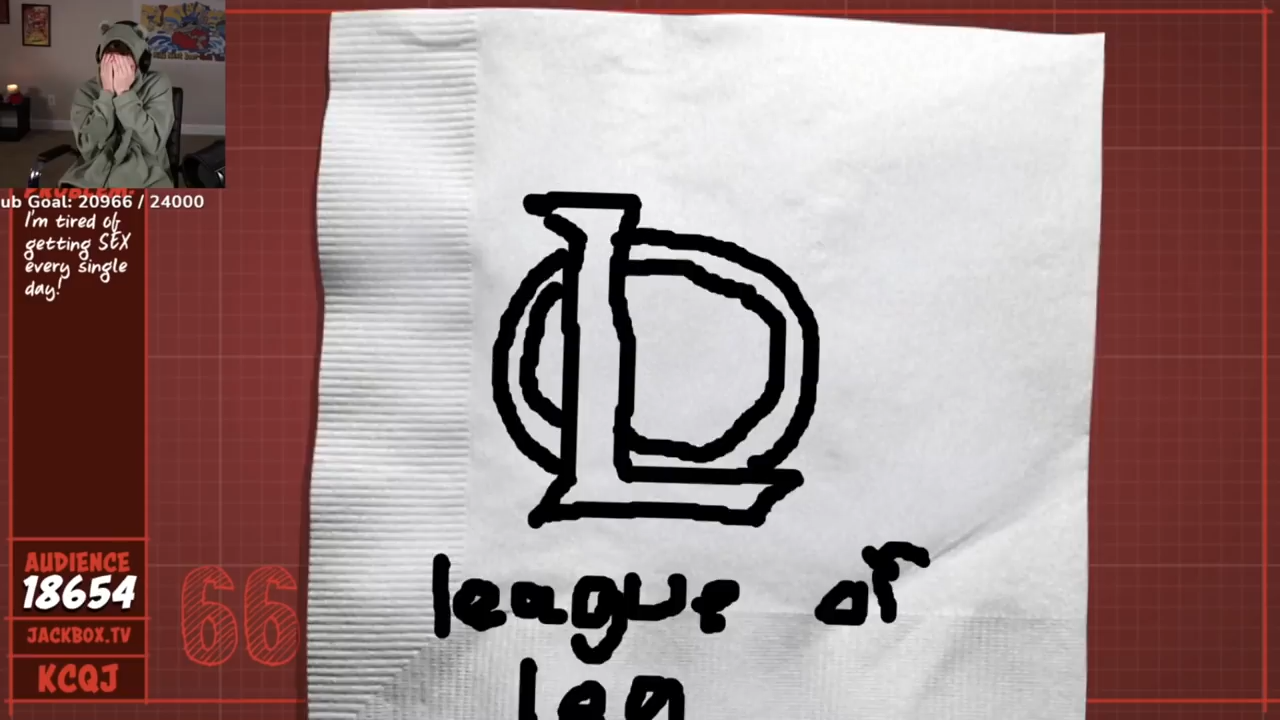 ub Goal: 20966 / 24000
I'm tired of
getting SEX
every single
day!
AUDIENCE
18654
JACKBOX.TV
KCQJ
66
L
league of
leg